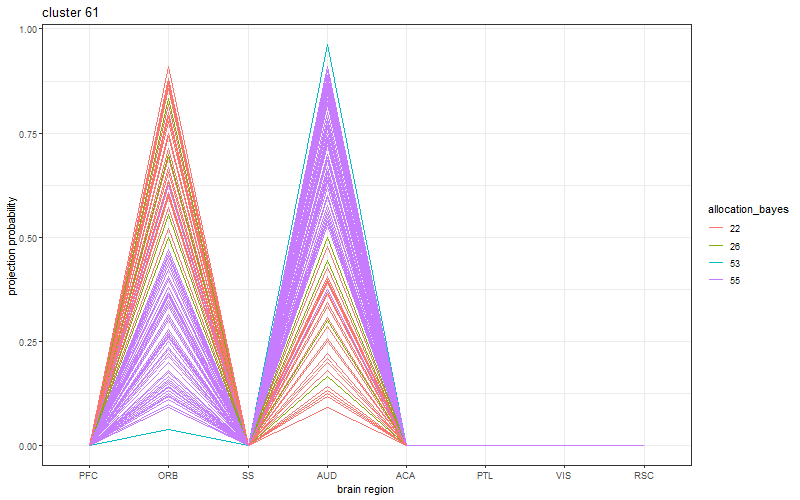 cluster 61
1.00
0.75
0.50
0.25
0.00
projection probability
PFC ORB SS AUD ACA PTL VIS RSC
brain region
allocation_bayes
22
26
53
55